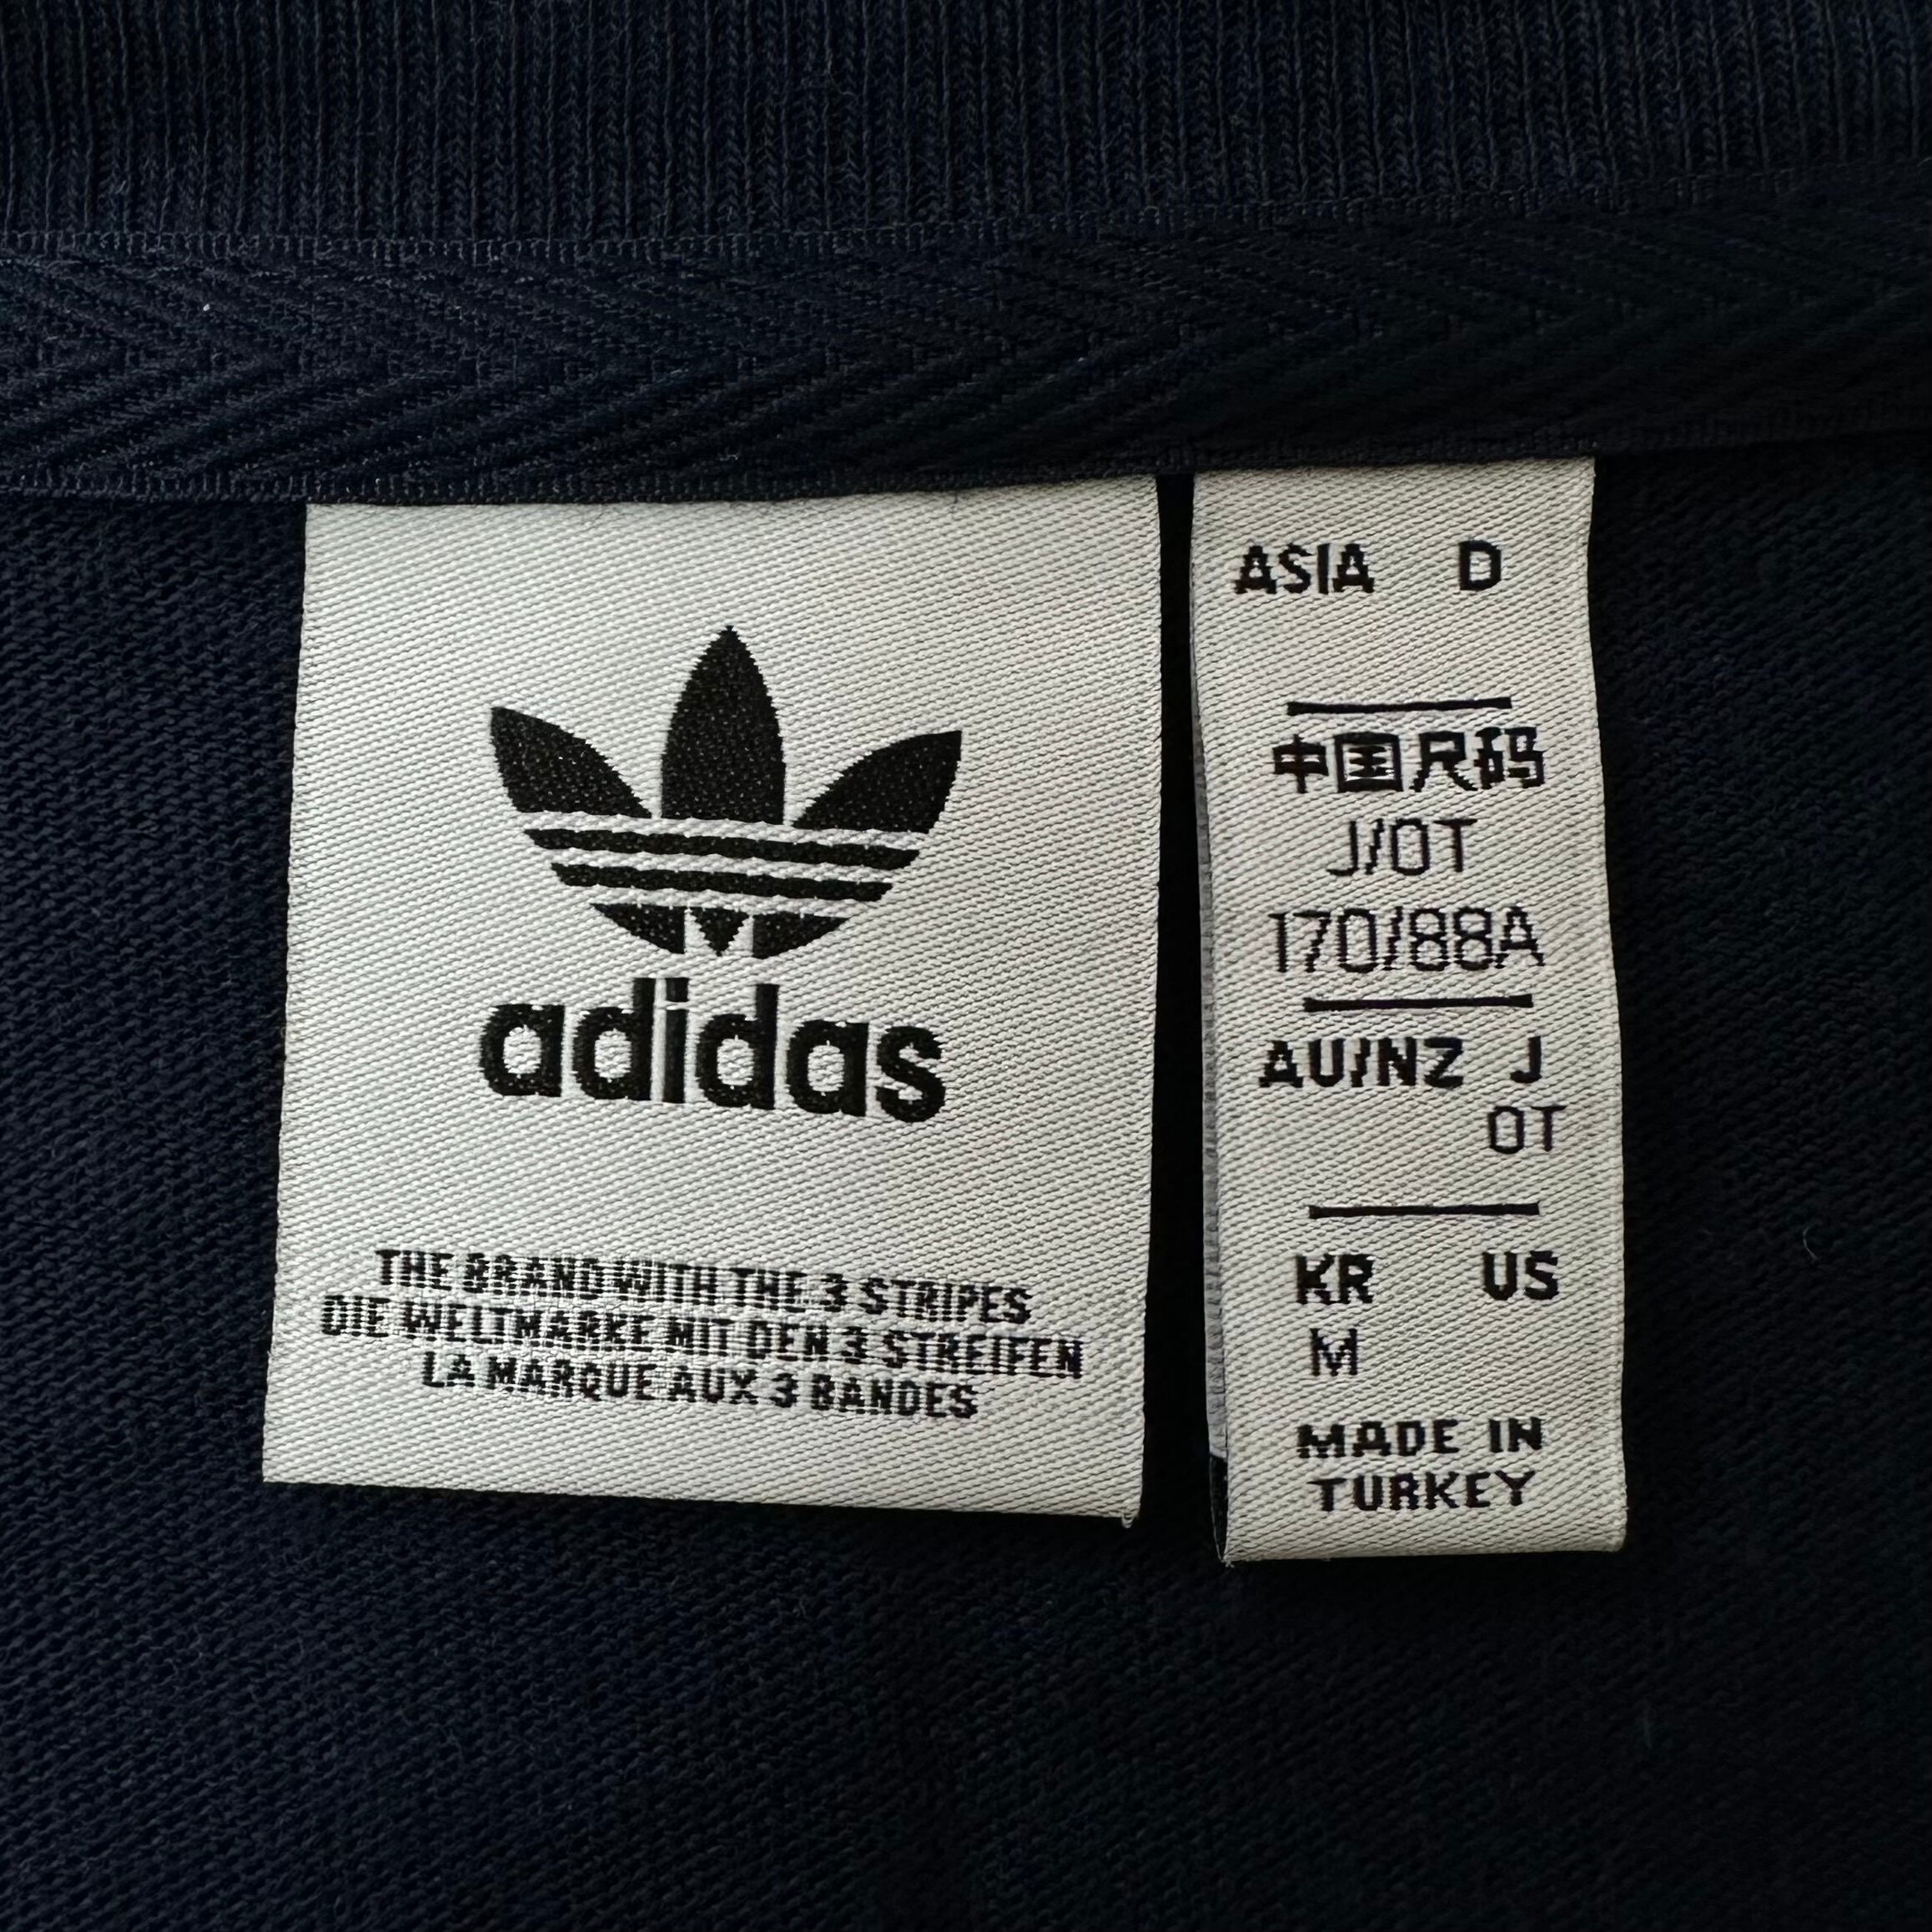 adidas
THE BRAND WITH THE 3 STRIPES
DIE WELTMARKE MIT DEN 3 STREIFEN
LA MARQUE AUX 3 BANDES
ASIA D
中国尺码
J/OT
170/88A
AU/NZ J
OT
KR US
M
MADE IN
TURKEY